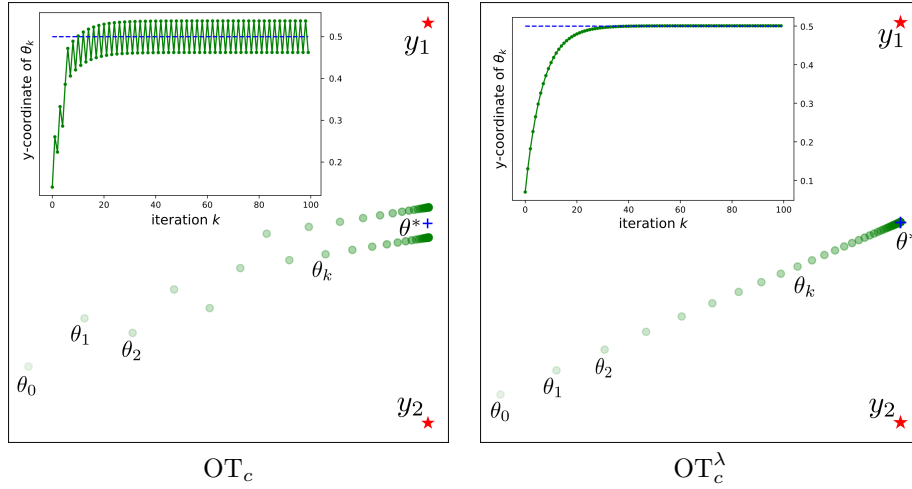 y-coordinate of θ_k
0.5
0.4
0.3
0.2
0
20
40
60
80
100
iteration k
y_1
θ*
θ_k
θ_1
θ_2
θ_0
y_2
OT_c
y-coordinate of θ_k
0.5
0.4
0.3
0.2
0.1
0
20
40
60
80
100
iteration k
y_1
θ*
θ_k
θ_2
θ_1
θ_0
y_2
OT_c^λ